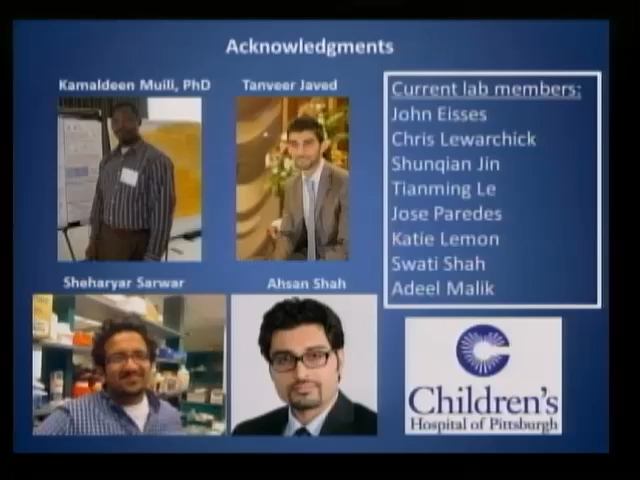 Acknowledgments
Kamaldeen Muili, PhD
Tanveer Javed
Sheharyar Sarwar
Ahsan Shah
Current lab members:
John Eisses
Chris Lewarchick
Shunqian Jin
Tianming Le
Jose Paredes
Katie Lemon
Swati Shah
Adeel Malik
Children's
Hospital of Pittsburgh